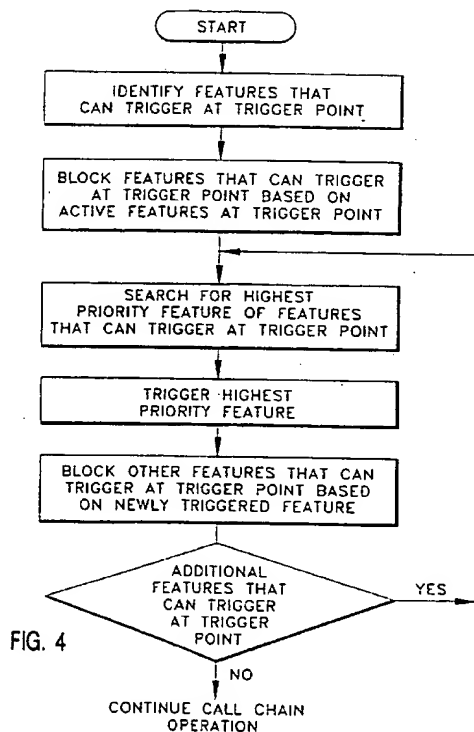 START
IDENTIFY FEATURES THAT
CAN TRIGGER AT TRIGGER POINT
BLOCK FEATURES THAT CAN TRIGGER
AT TRIGGER POINT BASED ON
ACTIVE FEATURES AT TRIGGER POINT
SEARCH FOR HIGHEST
PRIORITY FEATURE OF FEATURES
THAT CAN TRIGGER AT TRIGGER POINT
TRIGGER HIGHEST
PRIORITY FEATURE
BLOCK OTHER FEATURES THAT CAN
TRIGGER AT TRIGGER POINT BASED
ON NEWLY TRIGGERED FEATURE
ADDITIONAL
FEATURES THAT
CAN TRIGGER
AT TRIGGER
POINT
YES
FIG. 4
NO
CONTINUE CALL CHAIN
OPERATION